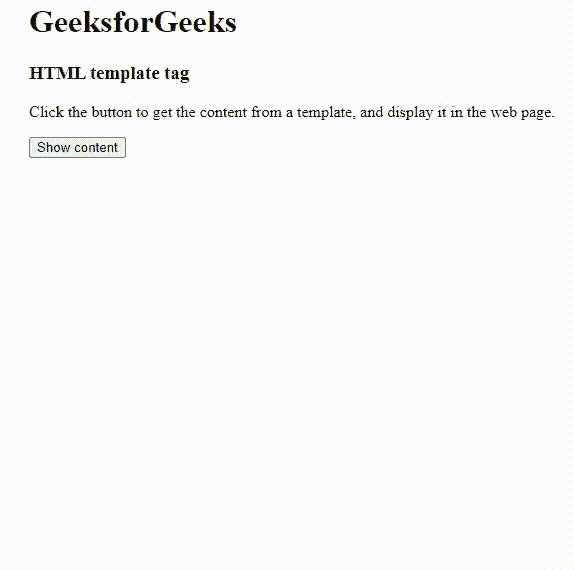 GeeksforGeeks
HTML template tag
Click the button to get the content from a template, and display it in the web page.
Show content